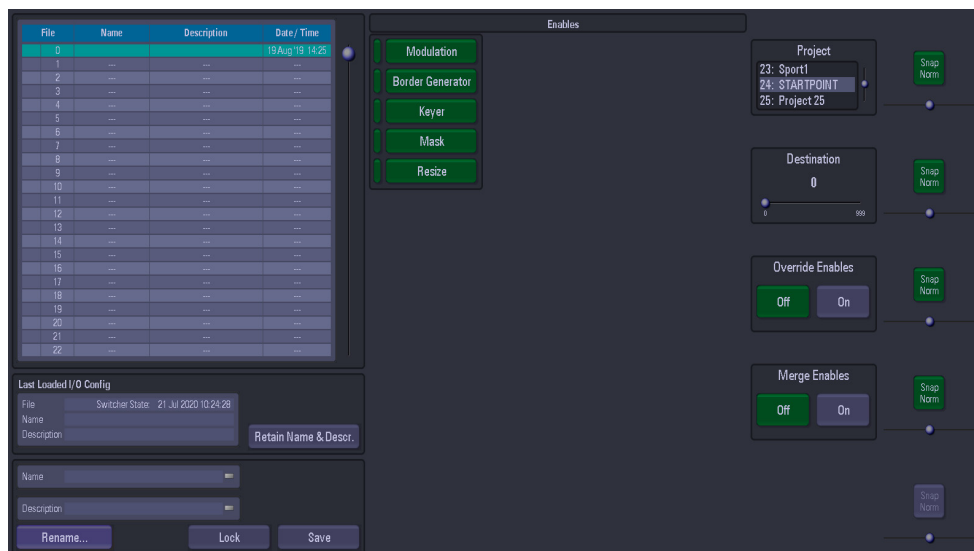 File Name Description Date / Time
0 19 Aug '19 14:25
1 --- --- ---
2 --- --- ---
3 --- --- ---
4 --- --- ---
5 --- --- ---
6 --- --- ---
7 --- --- ---
8 --- --- ---
9 --- --- ---
10 --- --- ---
11 --- --- ---
12 --- --- ---
13 --- --- ---
14 --- --- ---
15 --- --- ---
16 --- --- ---
17 --- --- ---
18 --- --- ---
19 --- --- ---
20 --- --- ---
21 --- --- ---
22 --- --- ---
Last Loaded I/O Config
File Switcher State: 21 Jul 2020 10:24:28
Name
Description
Retain Name & Descr.
Name
Description
Rename...
Lock
Save
Enables
Modulation
Border Generator
Keyer
Mask
Resize
Project
23: Sport1
24: STARTPOINT
25: Project 25
Snap
Norm
Destination
0
0 999
Snap
Norm
Override Enables
Off On
Snap
Norm
Merge Enables
Off On
Snap
Norm
Snap
Norm